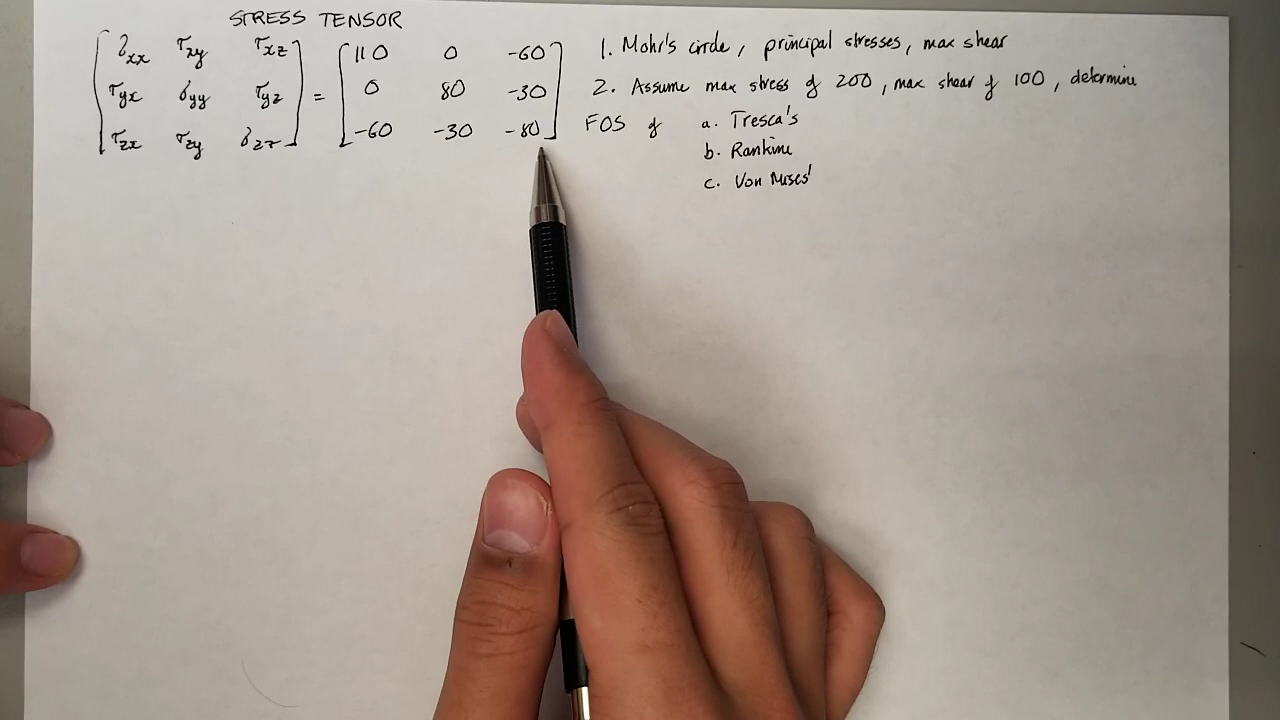 STRESS TENSOR
σxx τxy τxz 110 0 -60
τyx σyy τyz = 0 80 -30
τzx τzy σzz -60 -30 -80
1. Mohr's circle, principal stresses, max shear
2. Assume max stress of 200, max shear of 100, determine
FOS of a. Tresca's
b. Rankine
c. Von Mises'